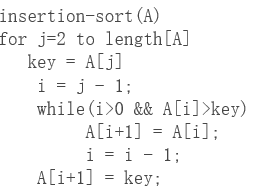 insertion-sort(A)
for j=2 to length[A]
key = A[j]
i = j - 1;
while(i>0 && A[i]>key)
A[i+1] = A[i];
i = i - 1;
A[i+1] = key;